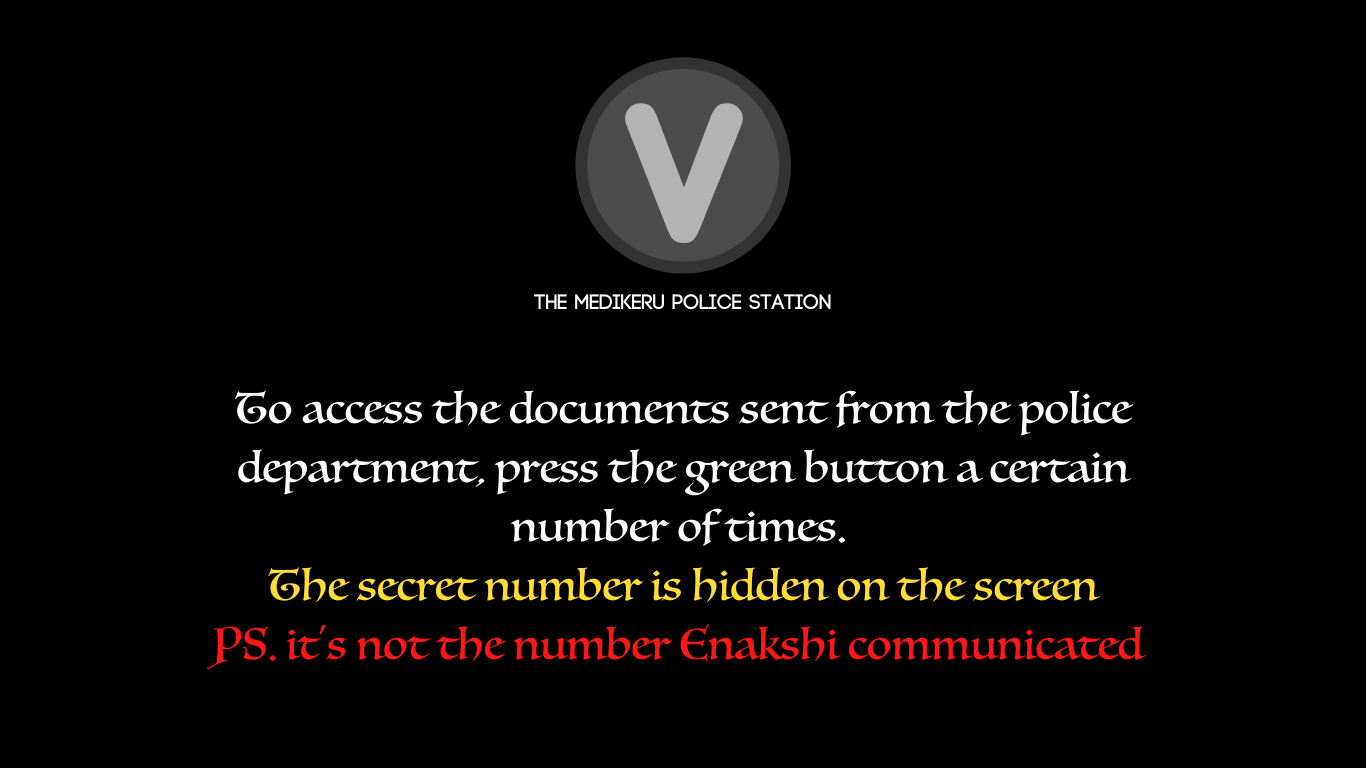 V
THE MEDIKERU POLICE STATION
To access the documents sent from the police
department, press the green button a certain
number of times.
The secret number is hidden on the screen
PS. it's not the number Enakshi communicated